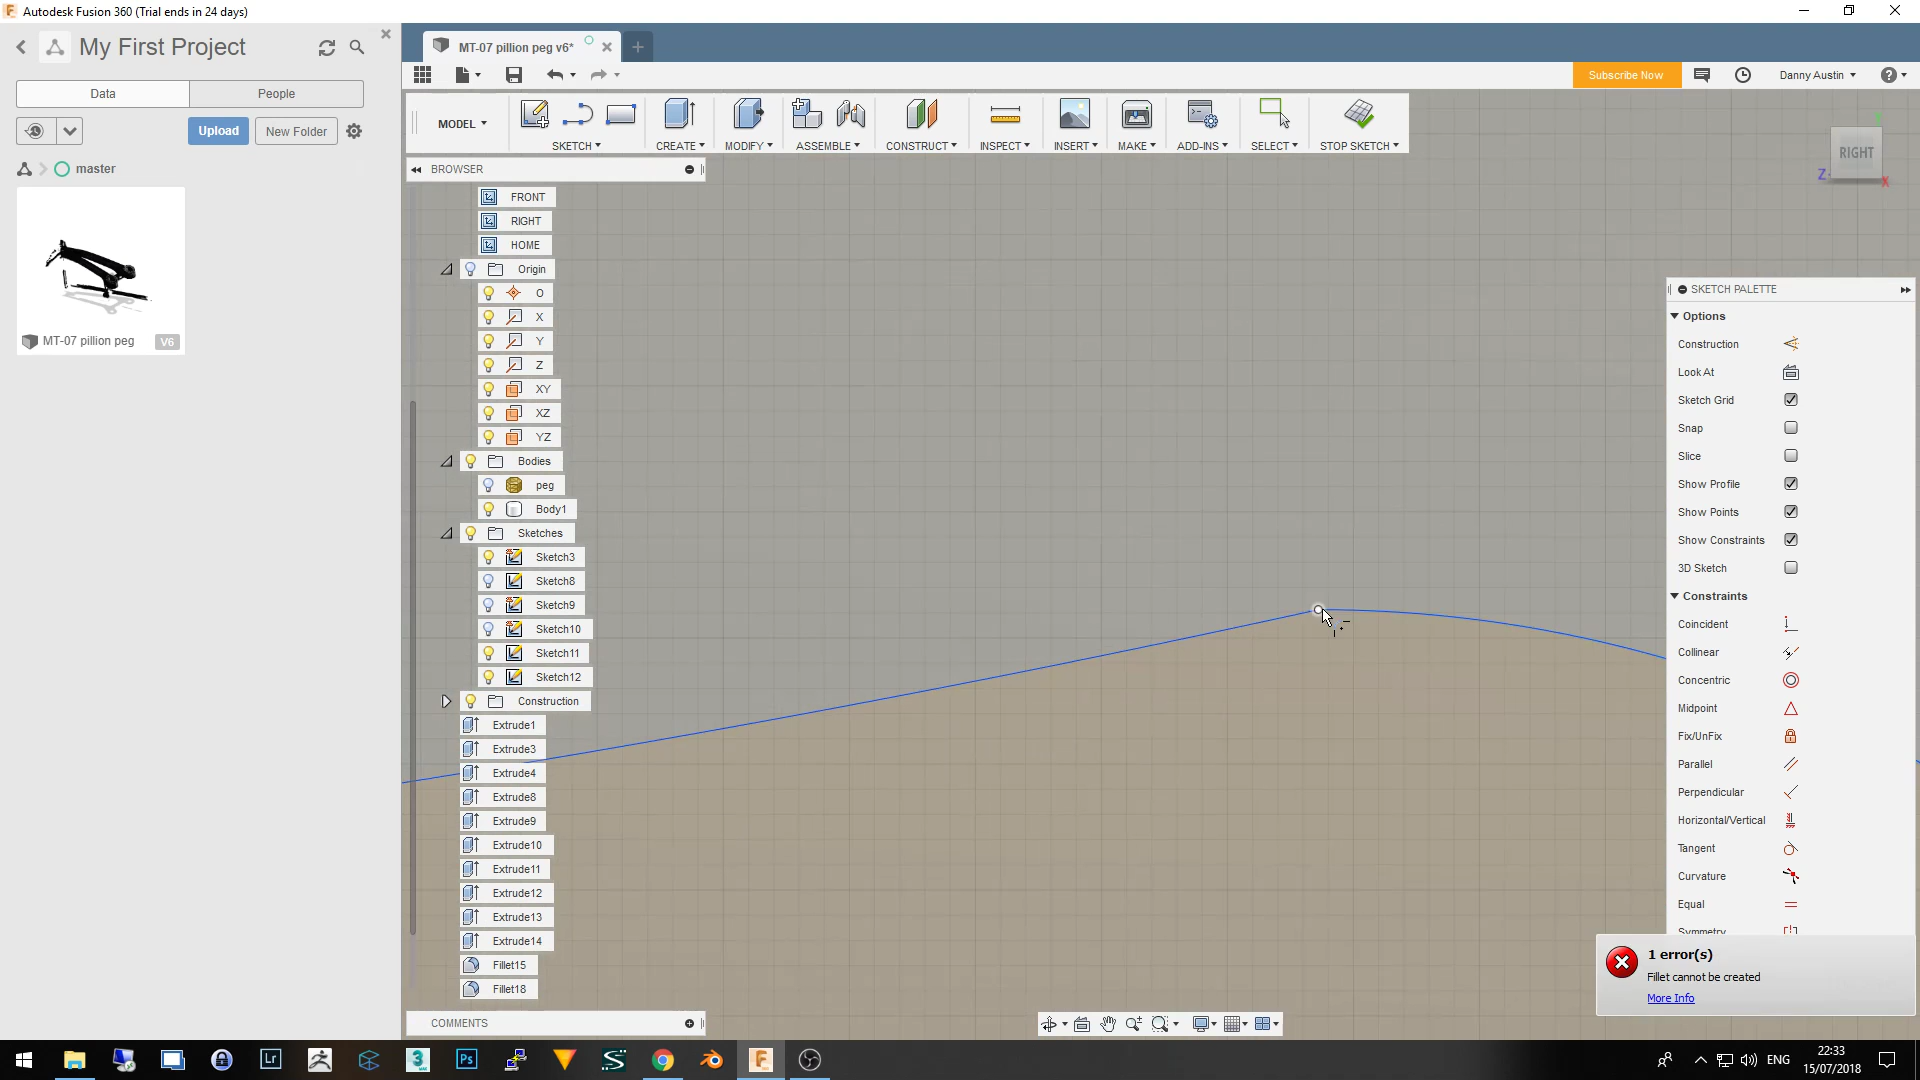 Autodesk Fusion 360 (Trial ends in 24 days)
My First Project
Data
People
Upload
New Folder
master
MT-07 pillion peg
V6
MT-07 pillion peg v6*
Subscribe Now
Danny Austin
MODEL
SKETCH
CREATE
MODIFY
ASSEMBLE
CONSTRUCT
INSPECT
INSERT
MAKE
ADD-INS
SELECT
STOP SKETCH
RIGHT
Z
X
BROWSER
FRONT
RIGHT
HOME
Origin
O
X
Y
Z
XY
XZ
YZ
Bodies
peg
Body1
Sketches
Sketch3
Sketch8
Sketch9
Sketch10
Sketch11
Sketch12
Construction
Extrude1
Extrude3
Extrude4
Extrude8
Extrude9
Extrude10
Extrude11
Extrude12
Extrude13
Extrude14
Fillet15
Fillet18
COMMENTS
SKETCH PALETTE
Options
Construction
Look At
Sketch Grid
Snap
Slice
Show Profile
Show Points
Show Constraints
3D Sketch
Constraints
Coincident
Collinear
Concentric
Midpoint
Fix/UnFix
Parallel
Perpendicular
Horizontal/Vertical
Tangent
Curvature
Equal
Symmetry
1 error(s)
Fillet cannot be created
More Info
Lr
3
Ps
ENG
22:33
15/07/2018